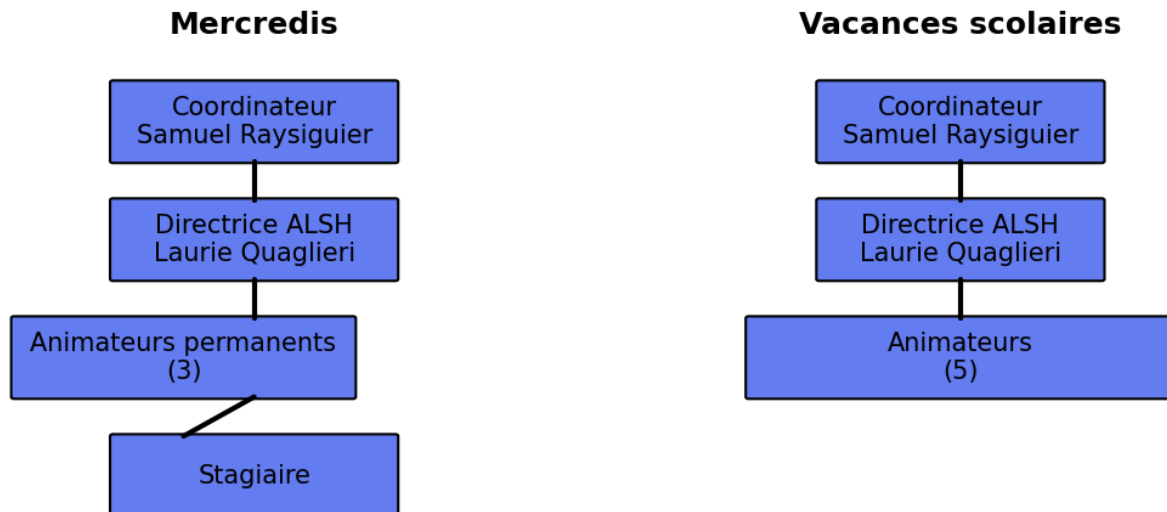 Mercredis
Coordinateur
Samuel Raysiguier
Directrice ALSH
Laurie Quaglieri
Animateurs permanents
(3)
Stagiaire
Vacances scolaires
Coordinateur
Samuel Raysiguier
Directrice ALSH
Laurie Quaglieri
Animateurs
(5)